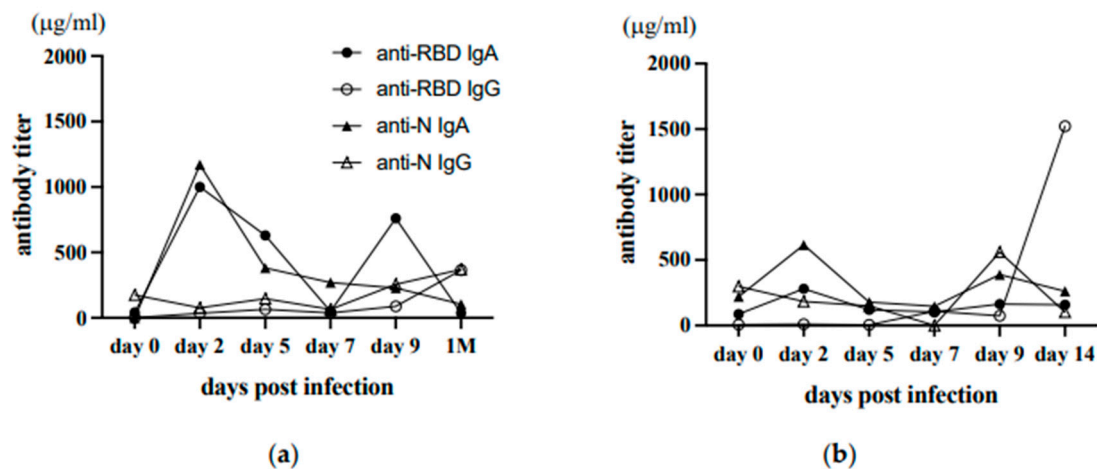 (μg/ml)
2000
1500
1000
500
0
antibody titer
anti-RBD IgA
anti-RBD IgG
anti-N IgA
anti-N IgG
day 0 day 2 day 5 day 7 day 9 1M
days post infection
(a)
(μg/ml)
2000
1500
1000
500
0
antibody titer
day 0 day 2 day 5 day 7 day 9 day 14
days post infection
(b)